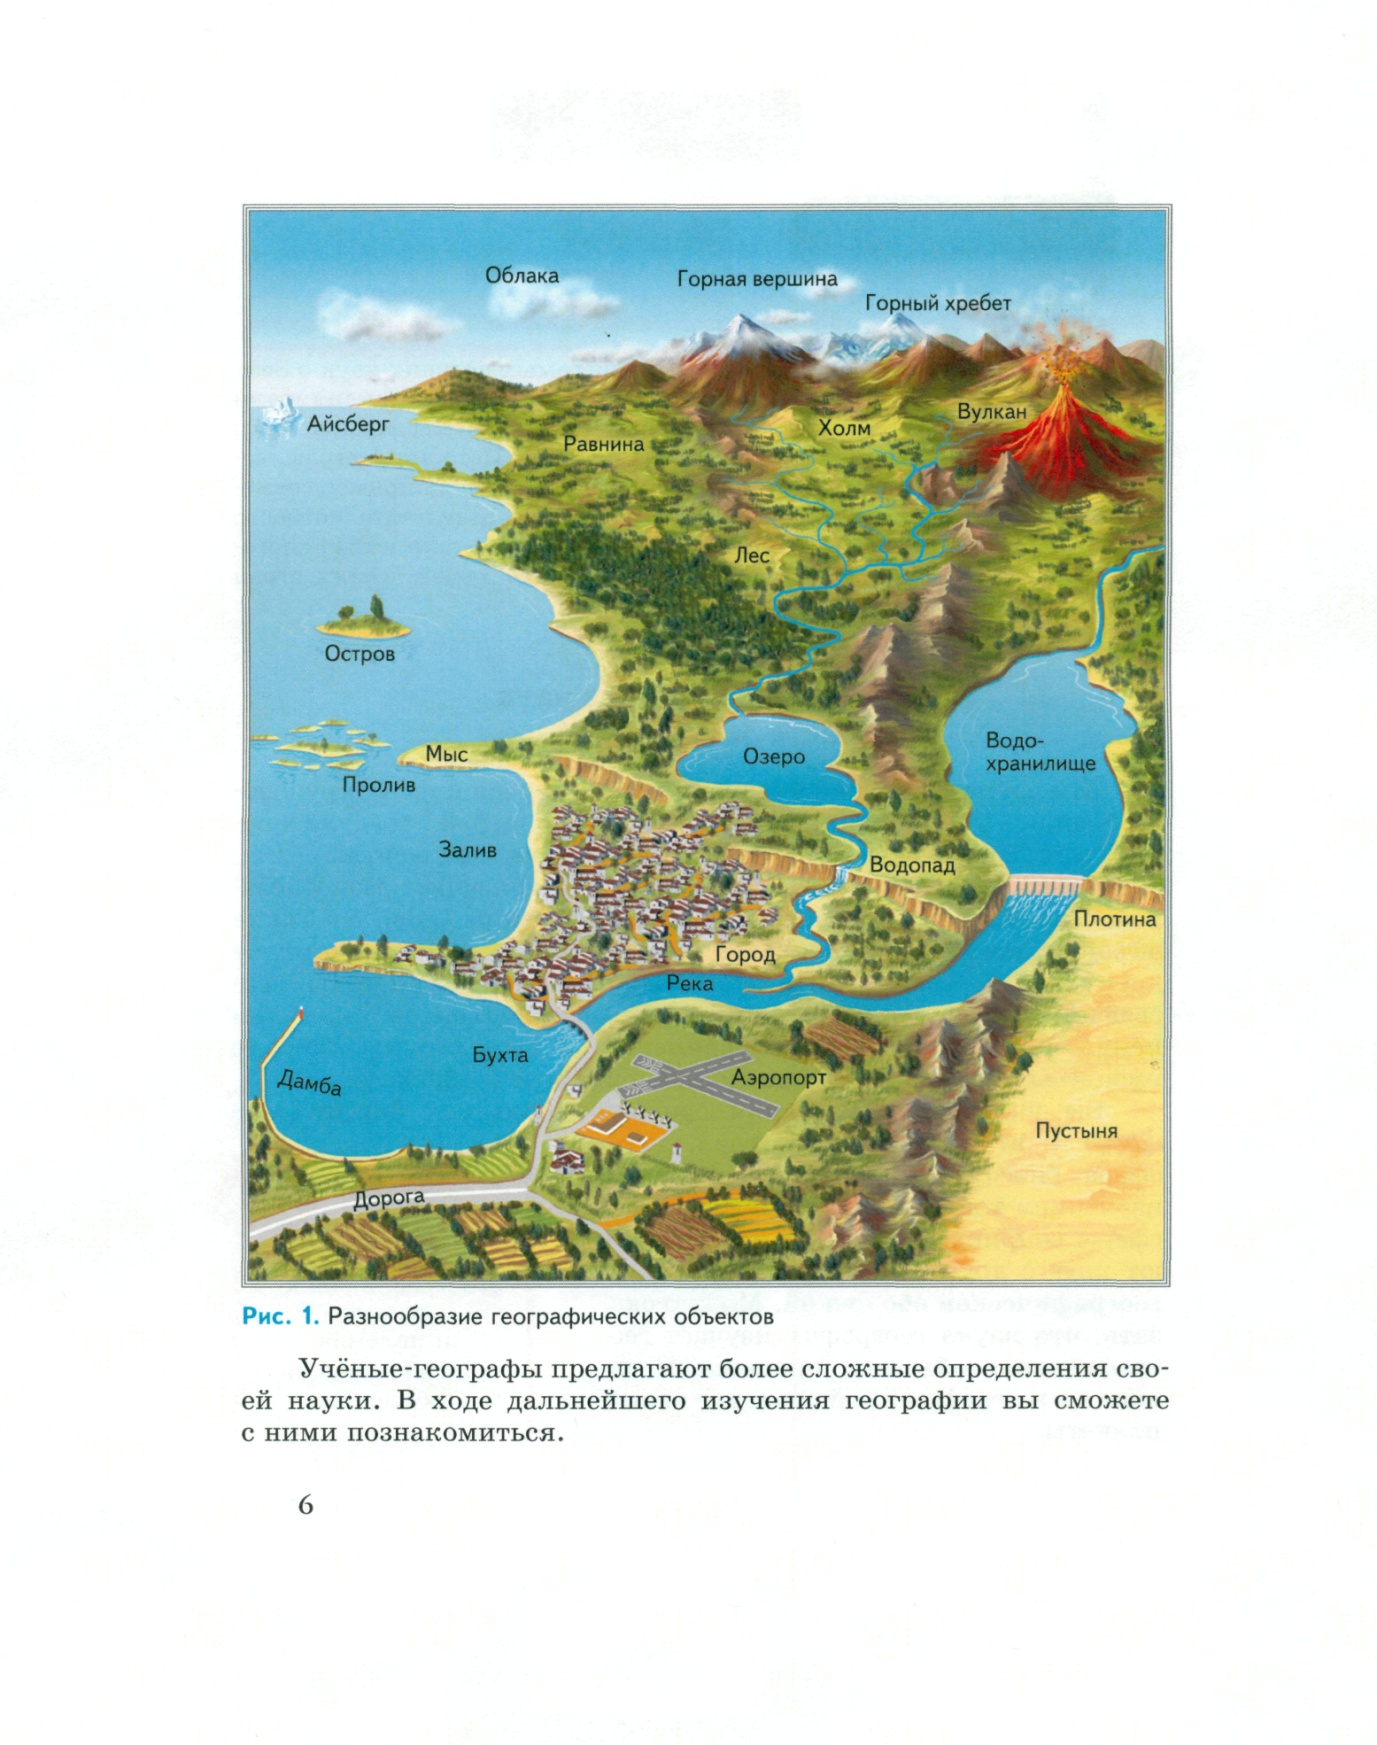 Облака
Горная вершина
Горный хребет
Айсберг
Равнина
Холм
Вулкан
Лес
Остров
Мыс
Озеро
Водо-
хранилище
Пролив
Залив
Водопад
Плотина
Город
Река
Бухта
Дамба
Аэропорт
Пустыня
Дорога
Рис. 1. Разнообразие географических объектов
Учёные-географы предлагают более сложные определения сво-
ей науки. В ходе дальнейшего изучения географии вы сможете
с ними познакомиться.
6